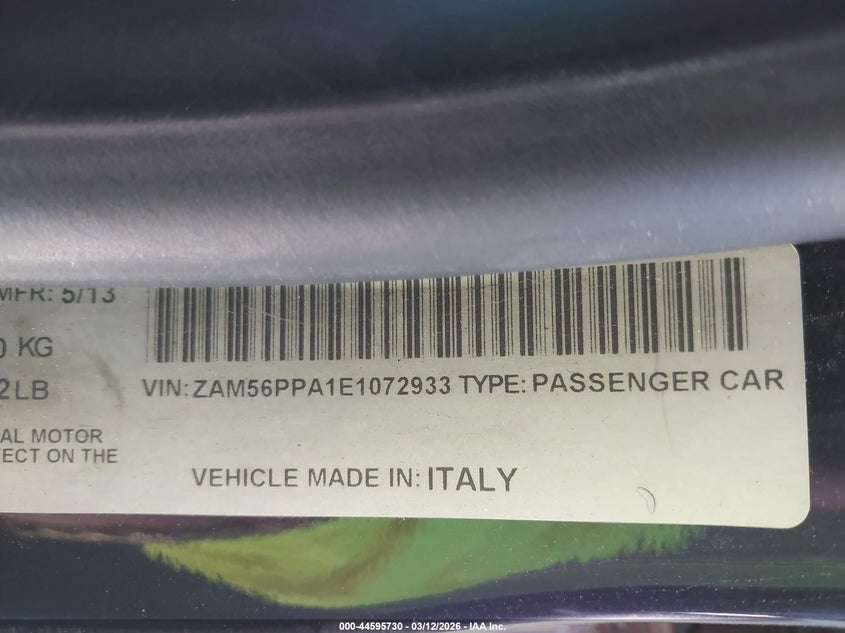 MFR: 5/13
0 KG
2LB
VIN: ZAM56PPA1E1072933 TYPE: PASSENGER CAR
AL MOTOR
ECT ON THE
VEHICLE MADE IN: ITALY
000-44595730 - 03/12/2026 - IAA Inc.